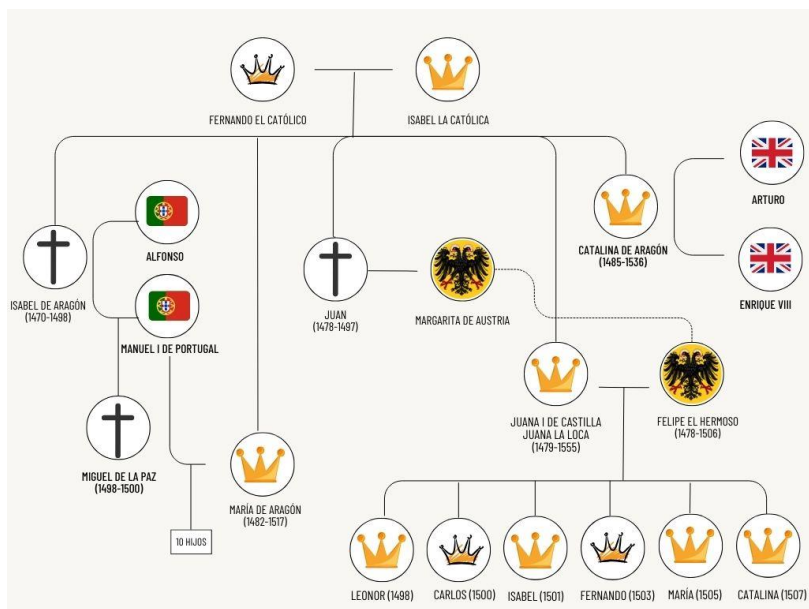 FERNANDO EL CATÓLICO
ISABEL LA CATÓLICA
ARTURO
ALFONSO
CATALINA DE ARAGÓN
(1485-1536)
ENRIQUE VIII
ISABEL DE ARAGÓN
(1470-1498)
JUAN
(1478-1497)
MARGARITA DE AUSTRIA
MANUEL I DE PORTUGAL
JUANA I DE CASTILLA
JUANA LA LOCA
(1479-1555)
FELIPE EL HERMOSO
(1478-1506)
MIGUEL DE LA PAZ
(1498-1500)
MARÍA DE ARAGÓN
(1482-1517)
10 HIJOS
LEONOR (1498)
CARLOS (1500)
ISABEL (1501)
FERNANDO (1503)
MARÍA (1505)
CATALINA (1507)